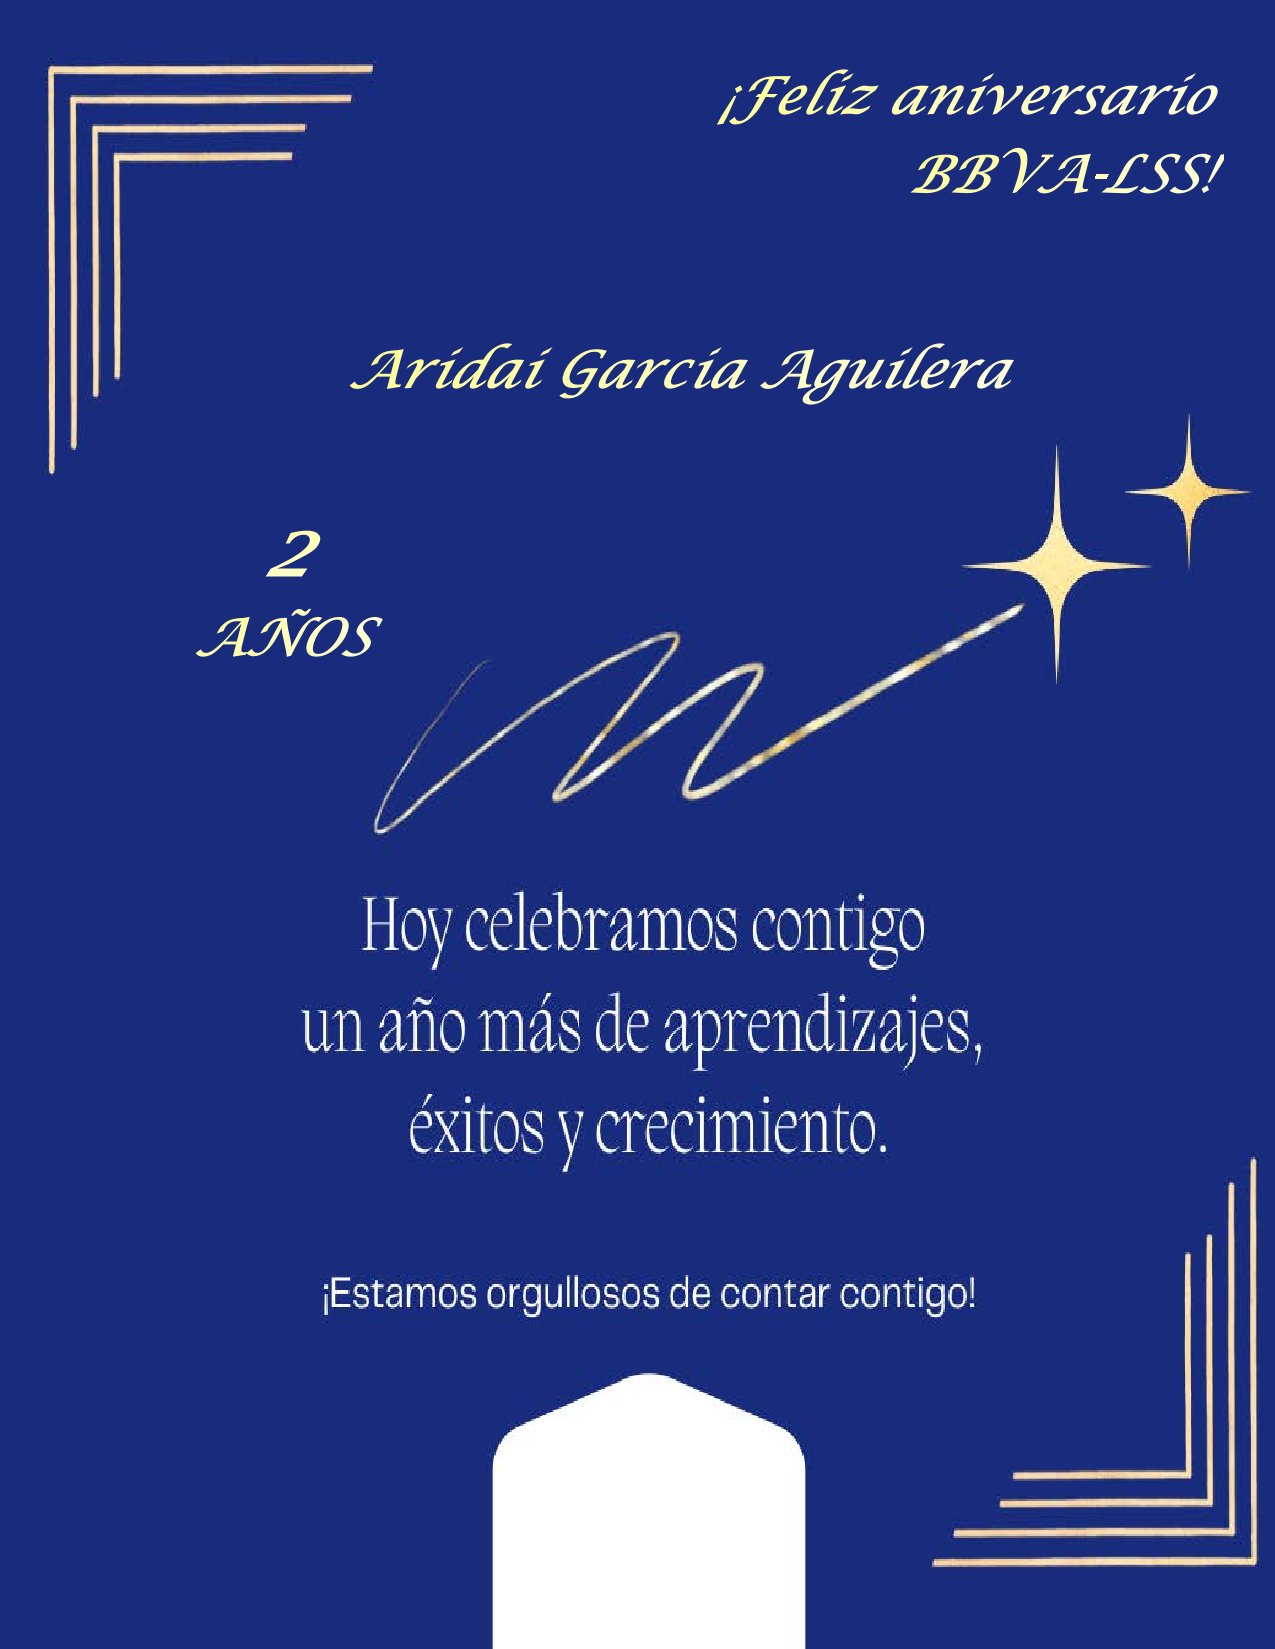 ¡Feliz aniversario
BBVA-LSS!
Aridai García Aguilera
2
AÑOS
Hoy celebramos contigo
un año más de aprendizajes,
éxitos y crecimiento.
¡Estamos orgullosos de contar contigo!